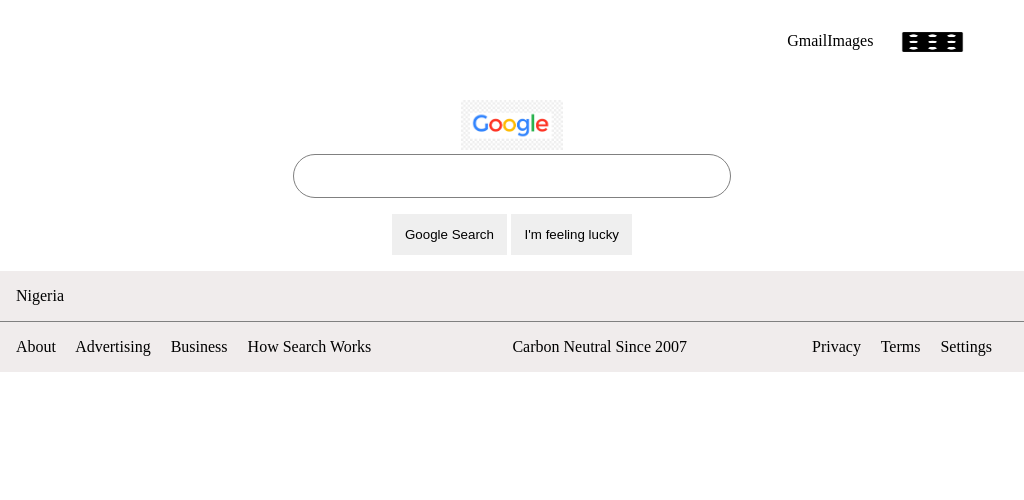 GmailImages
Google
Google Search I'm feeling lucky
Nigeria
About Advertising Business How Search Works Carbon Neutral Since 2007 Privacy Terms Settings